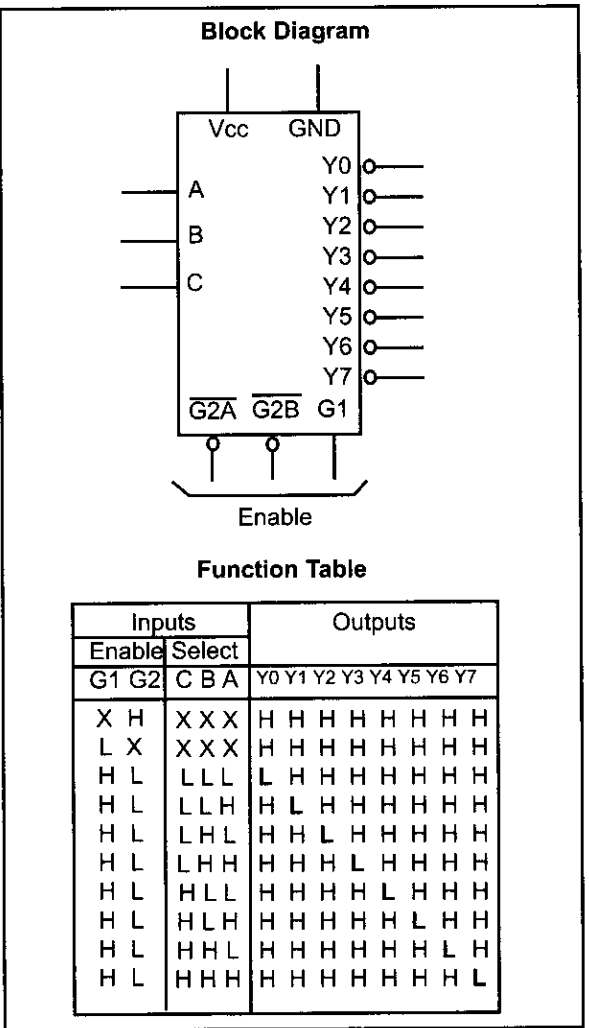 Block Diagram
Vcc GND
Y0
A Y1
Y2
B
Y3
C Y4
Y5
Y6
Y7
G2A G2B G1
Enable
Function Table
Inputs Outputs
Enable Select
G1 G2 C B A Y0 Y1 Y2 Y3 Y4 Y5 Y6 Y7
X H X X X H H H H H H H H
L X X X X H H H H H H H H
H L L L L L H H H H H H H
H L L L H H L H H H H H H
H L L H L H H L H H H H H
H L L H H H H H L H H H H
H L H L L H H H H L H H H
H L H L H H H H H H L H H
H L H H L H H H H H H L H
H L H H H H H H H H H H L